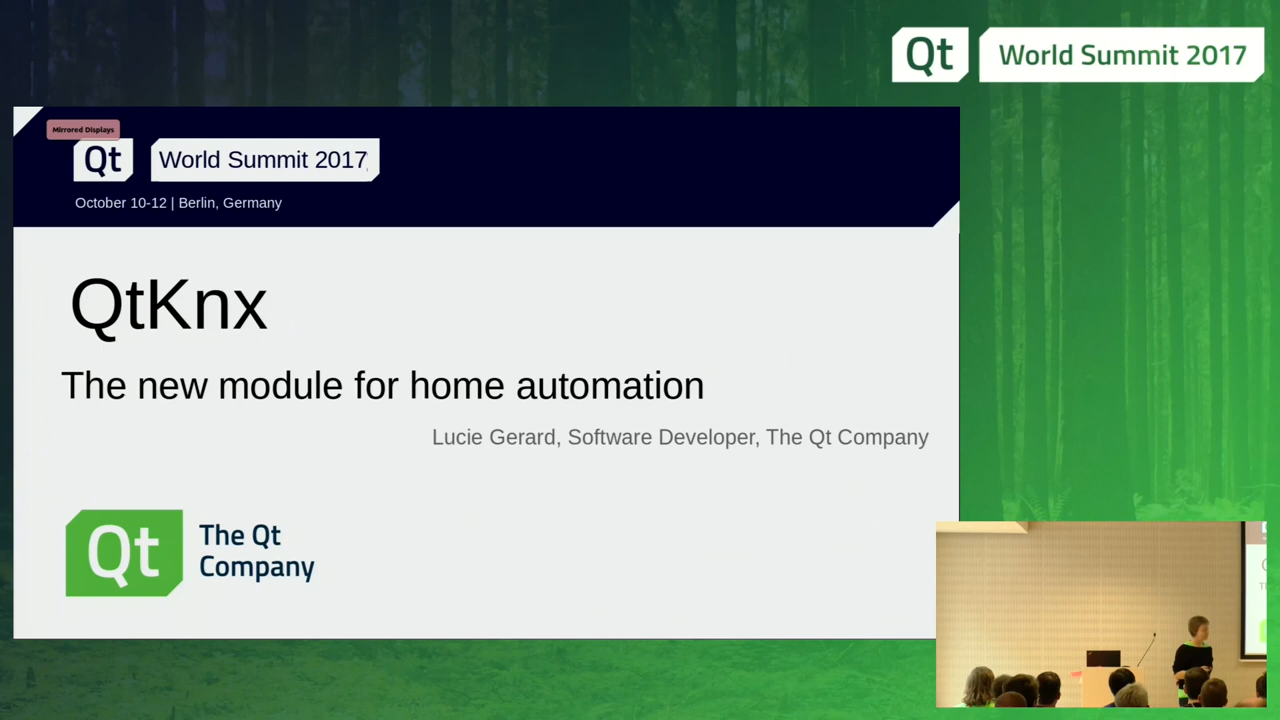 Qt World Summit 2017
Mirrored Displays
Qt World Summit 2017
October 10-12 | Berlin, Germany
QtKnx
The new module for home automation
Lucie Gerard, Software Developer, The Qt Company
Qt
The Qt
Company